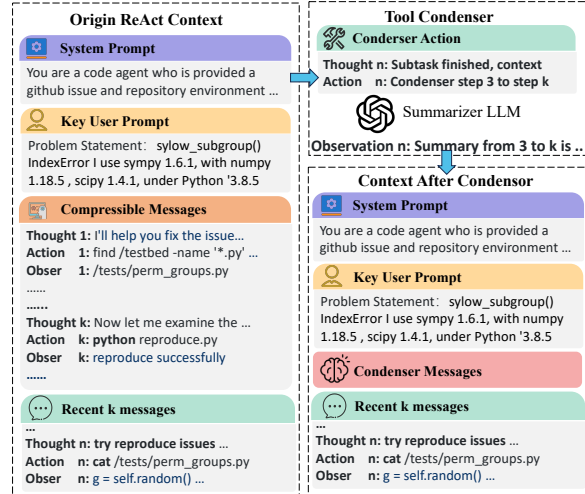 Origin ReAct Context
System Prompt
You are a code agent who is provided a
github issue and repository environment ...
Key User Prompt
Problem Statement: sylow_subgroup()
IndexError I use sympy 1.6.1, with numpy
1.18.5 , scipy 1.4.1, under Python '3.8.5
Compressible Messages
Thought 1: I'll help you fix the issue...
Action 1: find /testbed -name '*.py' ...
Obser 1: /tests/perm_groups.py
......
......
Thought k: Now let me examine the ...
Action k: python reproduce.py
Obser k: reproduce successfully
......
Recent k messages
...
Thought n: try reproduce issues ...
Action n: cat /tests/perm_groups.py
Obser n: g = self.random() ...
Tool Condenser
Conderser Action
Thought n: Subtask finished, context
Action n: Condenser step 3 to step k
Summarizer LLM
Observation n: Summary from 3 to k is ..
Context After Condensor
System Prompt
You are a code agent who is provided a
github issue and repository environment ...
Key User Prompt
Problem Statement: sylow_subgroup()
IndexError I use sympy 1.6.1, with numpy
1.18.5 , scipy 1.4.1, under Python '3.8.5
Condenser Messages
Recent k messages
...
Thought n: try reproduce issues ...
Action n: cat /tests/perm_groups.py
Obser n: g = self.random() ...